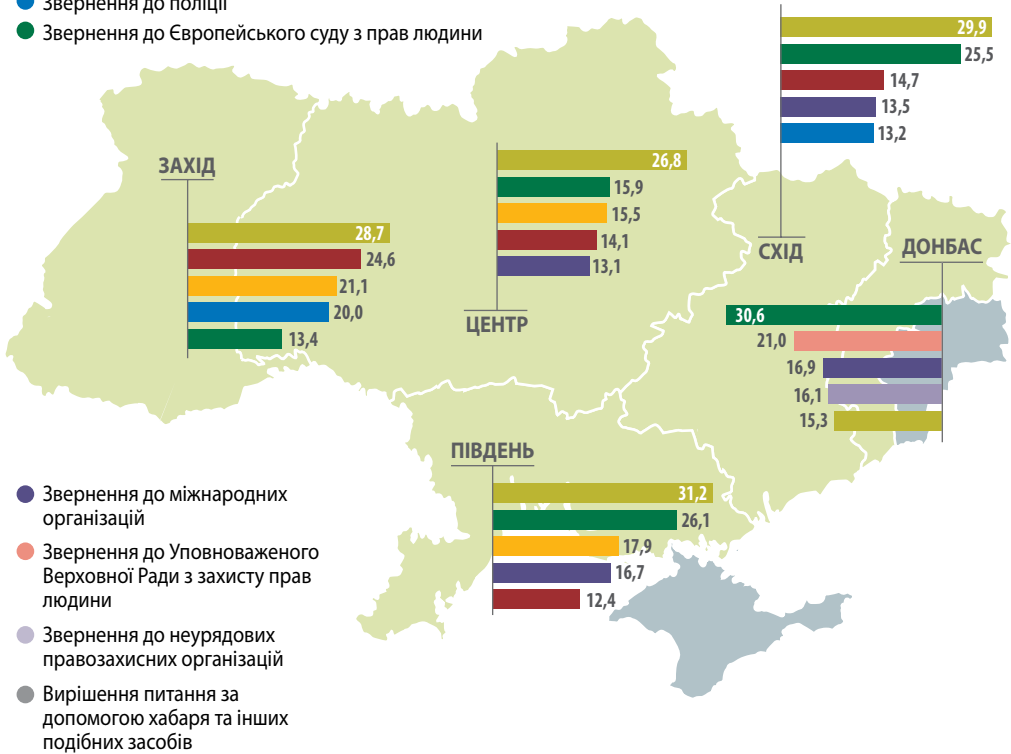 Звернення до поліції
Звернення до Європейського суду з прав людини
29,9
25,5
14,7
13,5
13,2
СХІД
ЗАХІД
28,7
24,6
21,1
20,0
13,4
26,8
15,9
15,5
14,1
13,1
ЦЕНТР
ДОНБАС
30,6
21,0
16,9
16,1
15,3
ПІВДЕНЬ
31,2
26,1
17,9
16,7
12,4
Звернення до міжнародних
організацій
Звернення до Уповноваженого
Верховної Ради з захисту прав
людини
Звернення до неурядових
правозахисних організацій
Вирішення питання за
допомогою хабаря та інших
подібних засобів